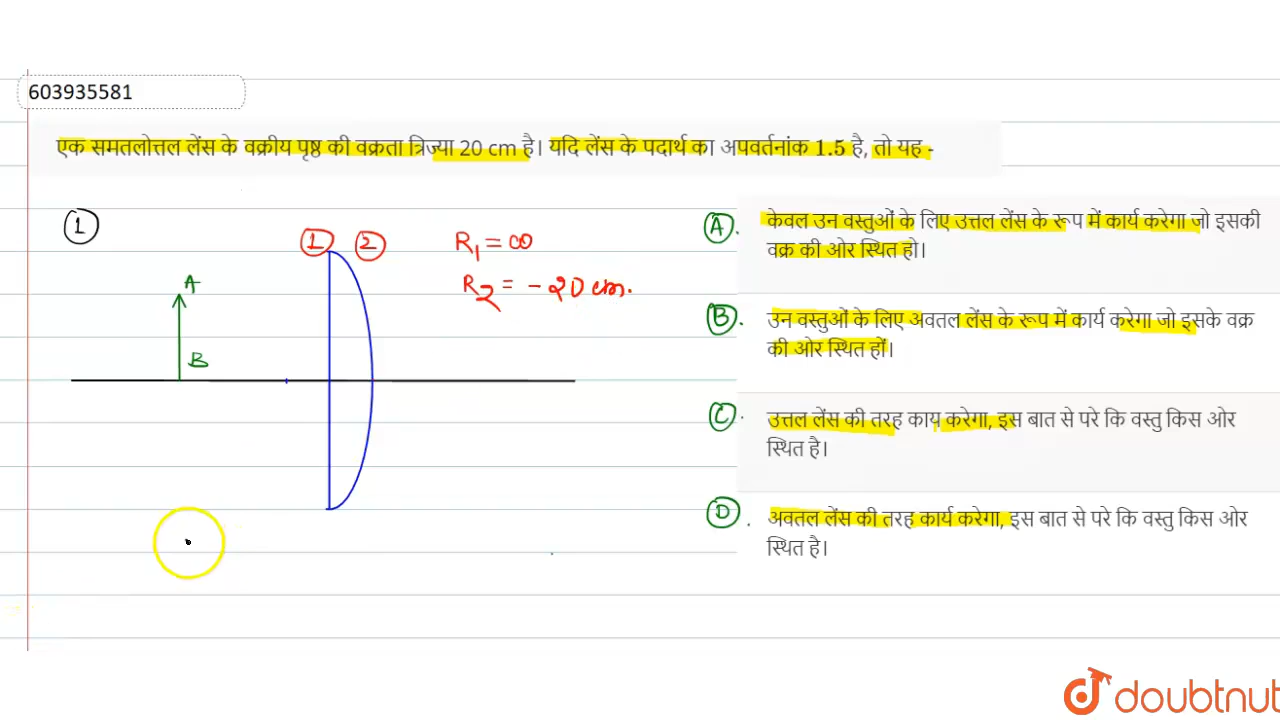 603935581
एक समतलोत्तल लेंस के वक्रीय पृष्ठ की वक्रता त्रिज्या 20 cm है। यदि लेंस के पदार्थ का अपवर्तनांक 1.5 है, तो यह -
1
1 2
R1 = ∞
R2 = - 20 cm.
A
B
A. केवल उन वस्तुओं के लिए उत्तल लेंस के रूप में कार्य करेगा जो इसकी
वक्र की ओर स्थित हो।
B. उन वस्तुओं के लिए अवतल लेंस के रूप में कार्य करेगा जो इसके वक्र
की ओर स्थित हों।
C. उत्तल लेंस की तरह काय करेगा, इस बात से परे कि वस्तु किस ओर
स्थित है।
D. अवतल लेंस की तरह कार्य करेगा, इस बात से परे कि वस्तु किस ओर
स्थित है।
doubtnut